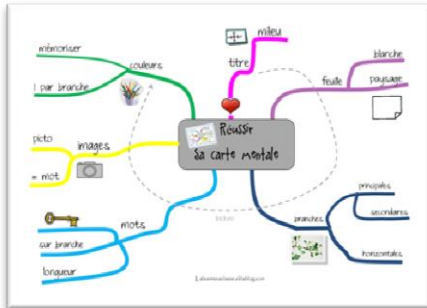 milieu
titre
blanche
feuille
paysage
mémoriser
couleurs
1 par branche
Réussir
sa carte mentale
picto
images
= mot
mots
sur branche
longueur
principales
branches
secondaires
horizontales